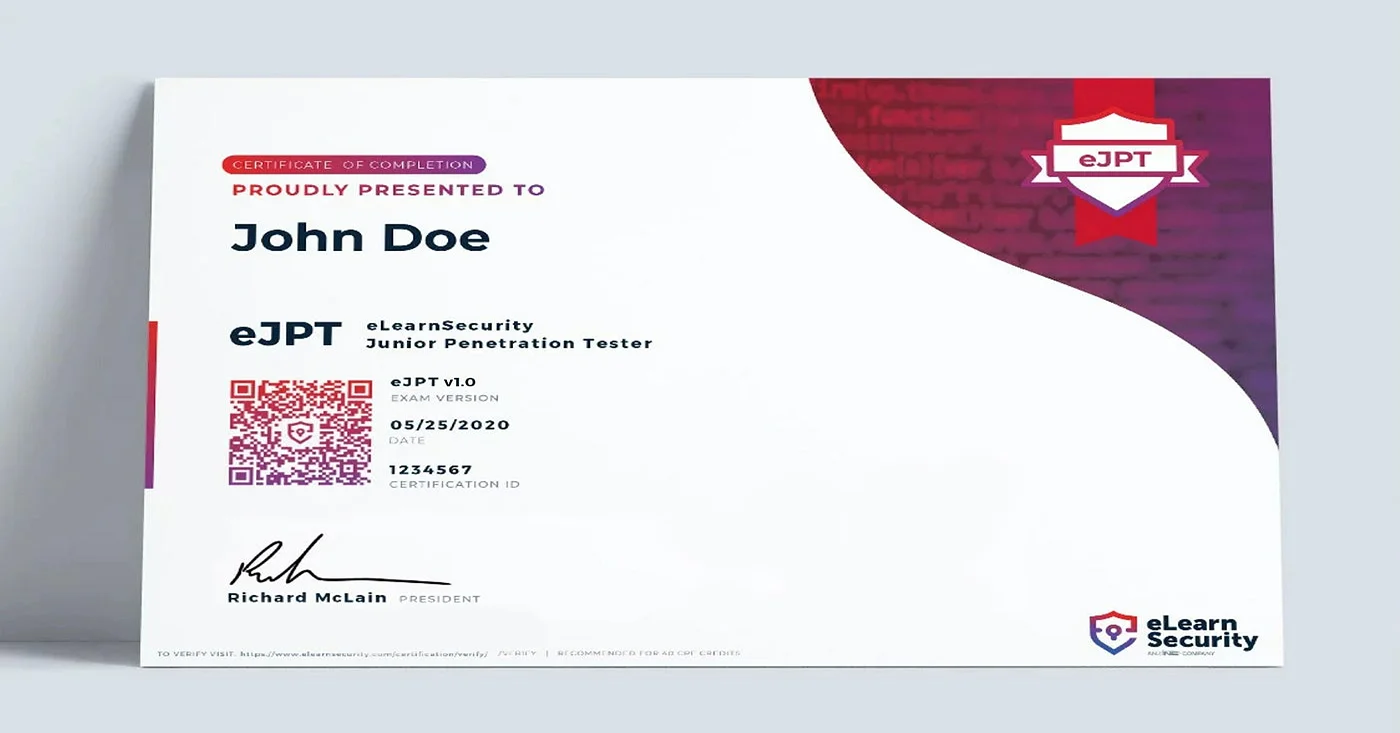 eJPT
CERTIFICATE OF COMPLETION
PROUDLY PRESENTED TO
John Doe
eJPT
eLearnSecurity
Junior Penetration Tester
eJPT v1.0
EXAM VERSION
05/25/2020
DATE
1234567
CERTIFICATION ID
Richard McLain PRESIDENT
TO VERIFY VISIT: https://www.elearnsecurity.com/certification/verify/ /VERIFY | RECOMMENDED FOR 40 CPE CREDITS
eLearn
Security
AN INE COMPANY